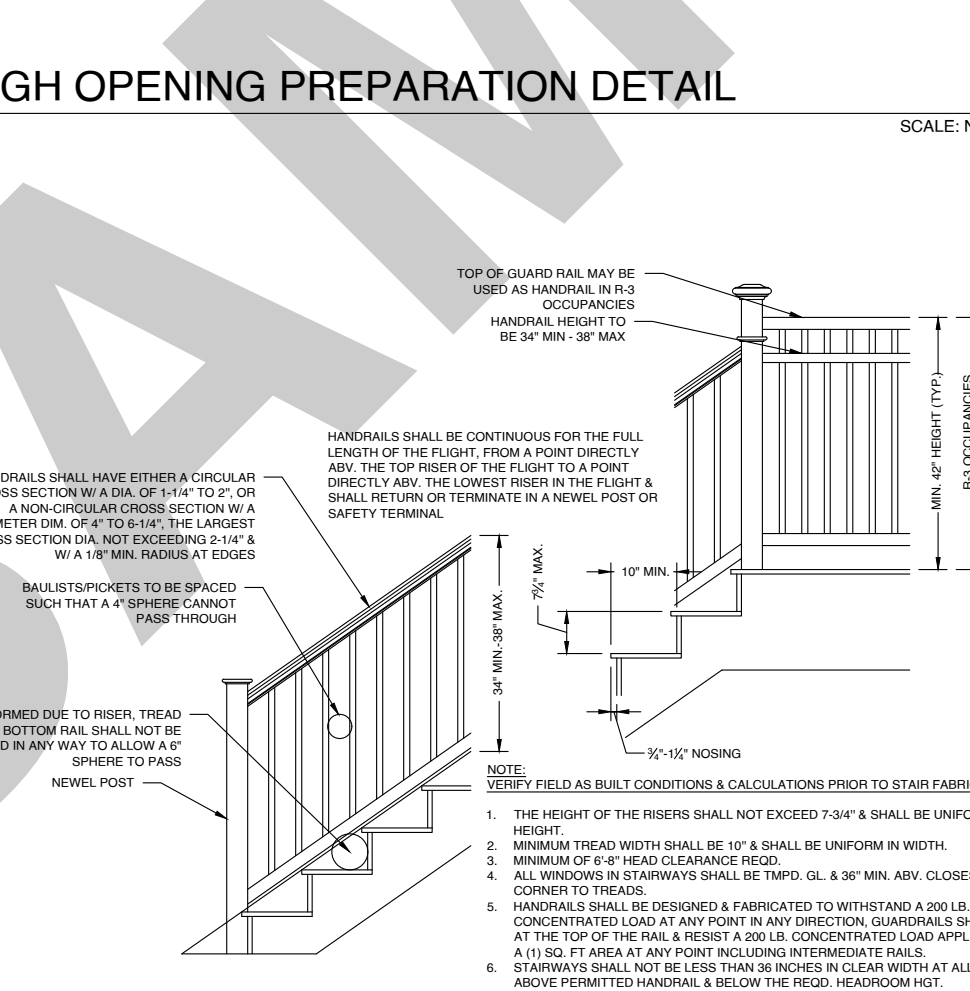 GH OPENING PREPARATION DETAIL
SCALE: N
TOP OF GUARD RAIL MAY BE
USED AS HANDRAIL IN R-3
OCCUPANCIES
HANDRAIL HEIGHT TO
BE 34" MIN - 38" MAX
MIN. 42" HEIGHT (TYP.)
R-3 OCCUPANCIES
HANDRAILS SHALL BE CONTINUOUS FOR THE FULL
LENGTH OF THE FLIGHT, FROM A POINT DIRECTLY
ABV. THE TOP RISER OF THE FLIGHT TO A POINT
DIRECTLY ABV. THE LOWEST RISER IN THE FLIGHT &
SHALL RETURN OR TERMINATE IN A NEWEL POST OR
SAFETY TERMINAL
NDRAILS SHALL HAVE EITHER A CIRCULAR
SS SECTION W/ A DIA. OF 1-1/4" TO 2", OR
A NON-CIRCULAR CROSS SECTION W/ A
METER DIM. OF 4" TO 6-1/4", THE LARGEST
SS SECTION DIA. NOT EXCEEDING 2-1/4" &
W/ A 1/8" MIN. RADIUS AT EDGES
BAULISTS/PICKETS TO BE SPACED
SUCH THAT A 4" SPHERE CANNOT
PASS THROUGH
34" MIN.-38" MAX.
7¾" MAX.
10" MIN.
ORMED DUE TO RISER, TREAD
BOTTOM RAIL SHALL NOT BE
D IN ANY WAY TO ALLOW A 6"
SPHERE TO PASS
NEWEL POST
¾"-1¼" NOSING
NOTE:
VERIFY FIELD AS BUILT CONDITIONS & CALCULATIONS PRIOR TO STAIR FABRI
1. THE HEIGHT OF THE RISERS SHALL NOT EXCEED 7-3/4" & SHALL BE UNIFO
HEIGHT.
2. MINIMUM TREAD WIDTH SHALL BE 10" & SHALL BE UNIFORM IN WIDTH.
3. MINIMUM OF 6'-8" HEAD CLEARANCE REQD.
4. ALL WINDOWS IN STAIRWAYS SHALL BE TMPD. GL. & 36" MIN. ABV. CLOSES
CORNER TO TREADS.
5. HANDRAILS SHALL BE DESIGNED & FABRICATED TO WITHSTAND A 200 LB.
CONCENTRATED LOAD AT ANY POINT IN ANY DIRECTION, GUARDRAILS SH
AT THE TOP OF THE RAIL & RESIST A 200 LB. CONCENTRATED LOAD APPL
A (1) SQ. FT AREA AT ANY POINT INCLUDING INTERMEDIATE RAILS.
6. STAIRWAYS SHALL NOT BE LESS THAN 36 INCHES IN CLEAR WIDTH AT ALL
ABOVE PERMITTED HANDRAIL & BELOW THE REQD. HEADROOM HGT.